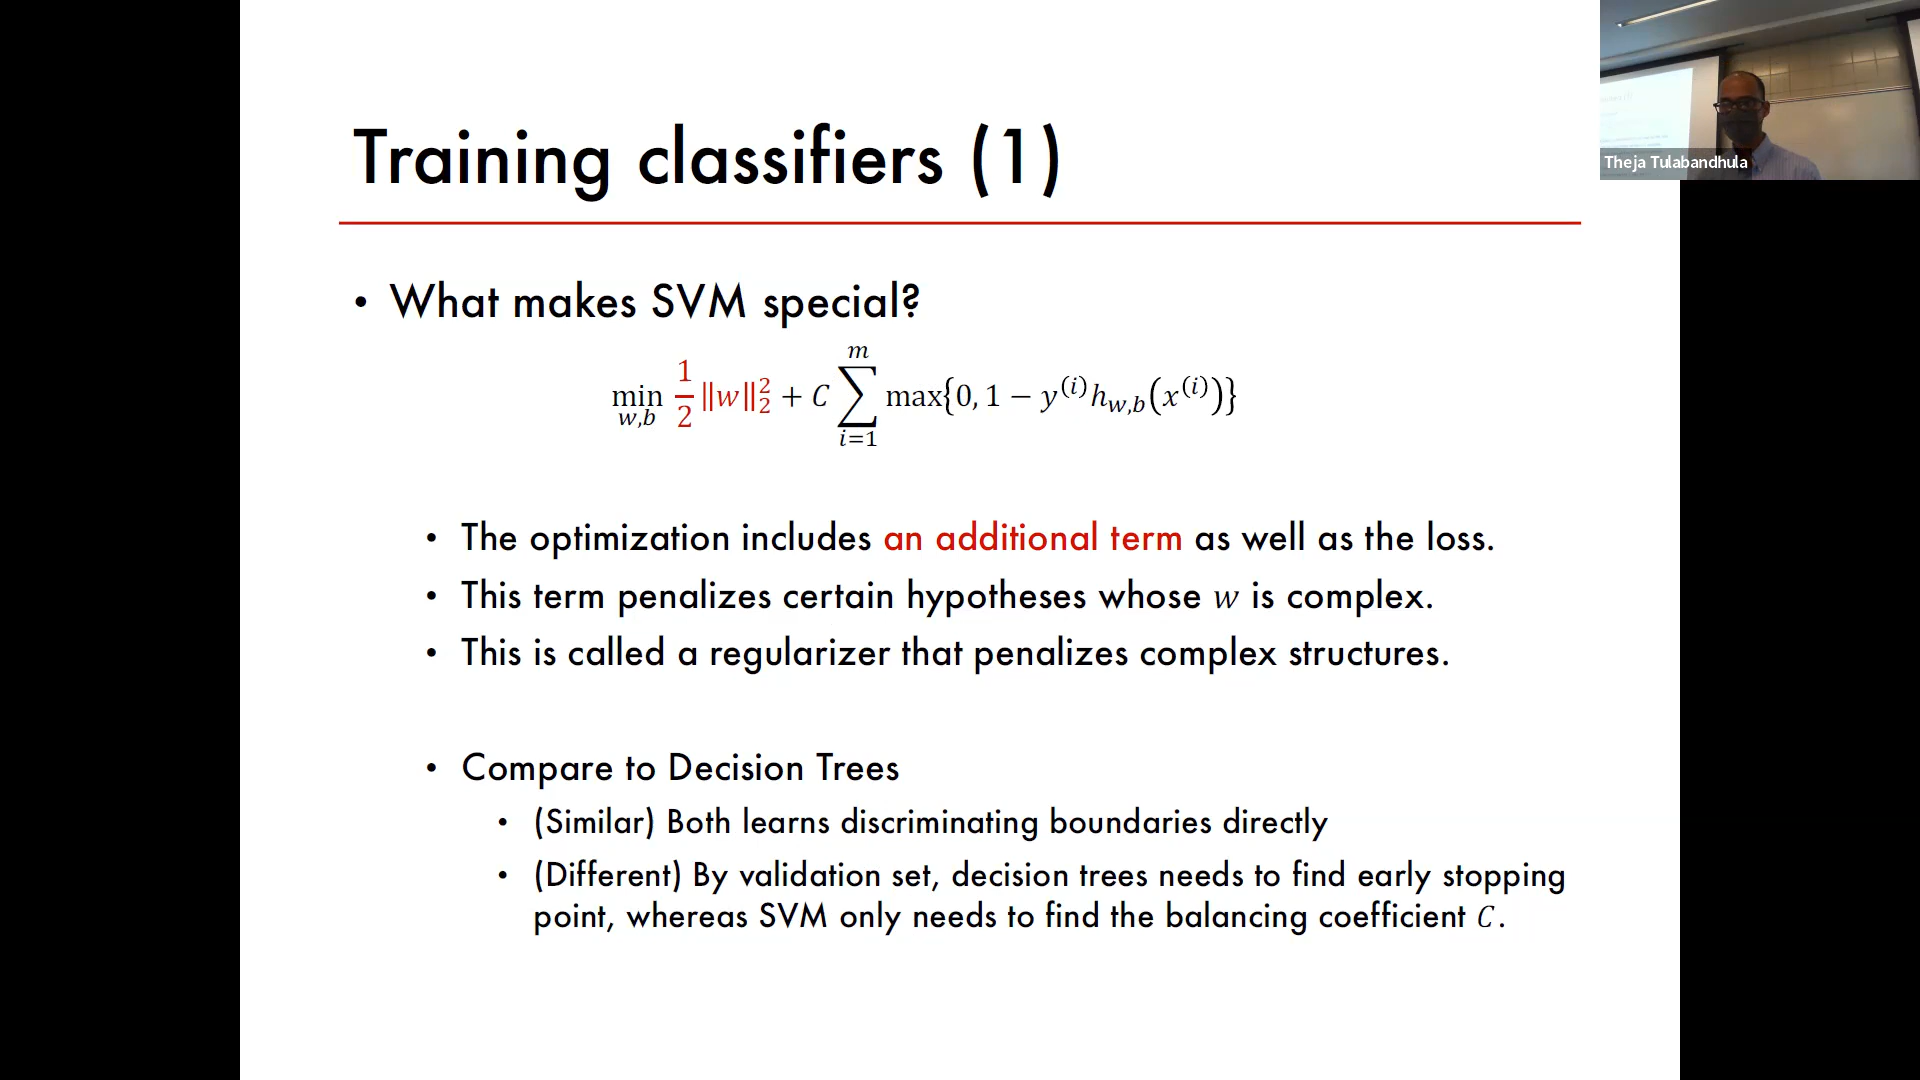 Training classifiers (1)
Theja Tulabandhula
• What makes SVM special?
$\min_{w,b} \frac{1}{2} \|w\|_2^2 + C \sum_{i=1}^{m} \max\{0, 1 - y^{(i)} h_{w,b}(x^{(i)})\}$
• The optimization includes an additional term as well as the loss.
• This term penalizes certain hypotheses whose w is complex.
• This is called a regularizer that penalizes complex structures.
• Compare to Decision Trees
• (Similar) Both learns discriminating boundaries directly
• (Different) By validation set, decision trees needs to find early stopping
point, whereas SVM only needs to find the balancing coefficient C.